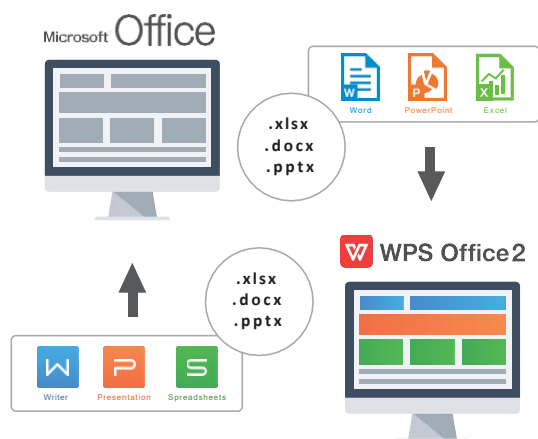 Microsoft Office
W
P
X
Word PowerPoint Excel
.xlsx
.docx
.pptx
W WPS Office2
.xlsx
.docx
.pptx
W P S
Writer Presentation Spreadsheets